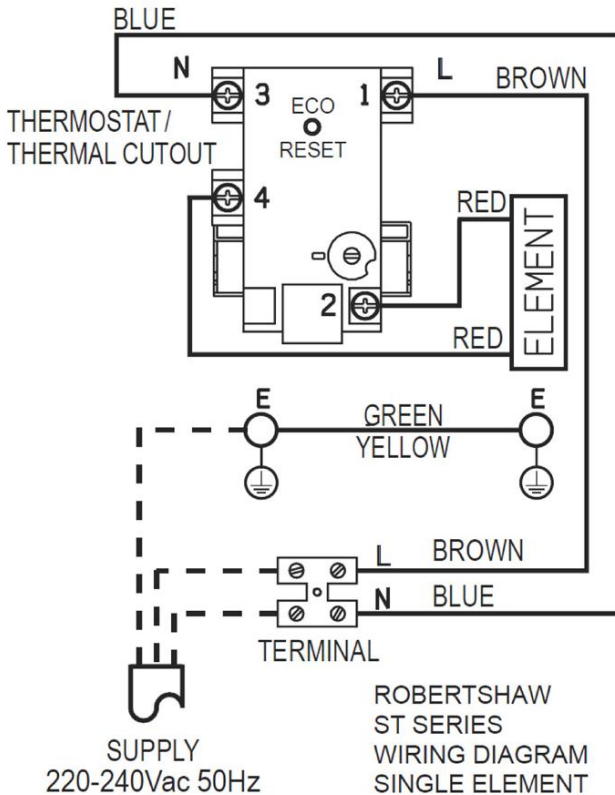 BLUE
N
L
BROWN
3
1
ECO
RESET
THERMOSTAT/
THERMAL CUTOUT
4
RED
ELEMENT
2
RED
E
E
GREEN
YELLOW
L
BROWN
N
BLUE
TERMINAL
SUPPLY
220-240Vac 50Hz
ROBERTSHAW
ST SERIES
WIRING DIAGRAM
SINGLE ELEMENT